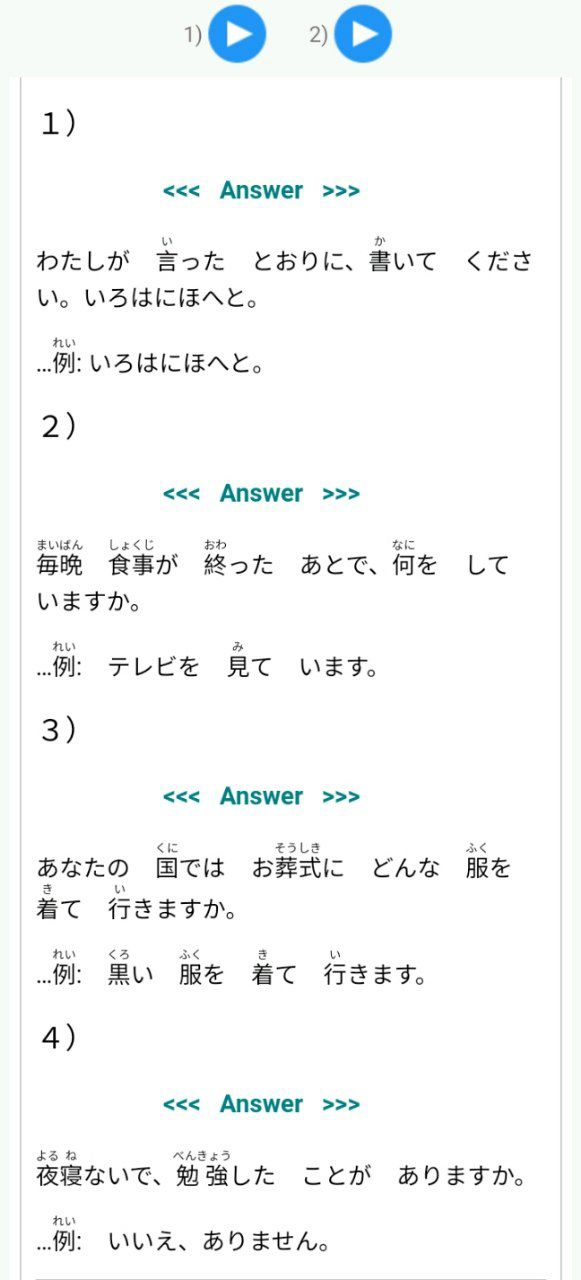 1) 2)
1）
<<< Answer >>>
わたしが 言った とおりに、書いて くださ
い。いろはにほへと。
...例: いろはにほへと。
2）
<<< Answer >>>
毎晩 食事が 終った あとで、何を して
いますか。
...例: テレビを 見て います。
3）
<<< Answer >>>
あなたの 国では お葬式に どんな 服を
着て 行きますか。
...例: 黒い 服を 着て 行きます。
4）
<<< Answer >>>
夜寝ないで、勉強した ことが ありますか。
...例: いいえ、ありません。